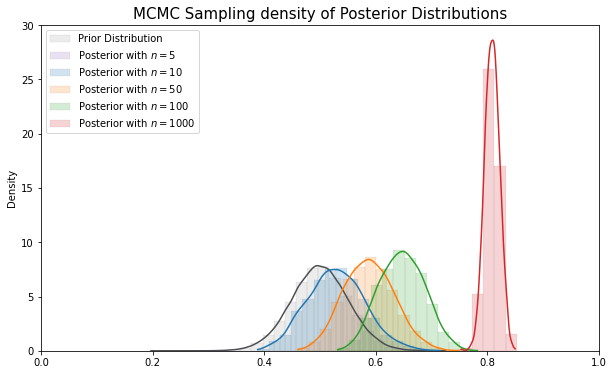 MCMC Sampling density of Posterior Distributions
30
25
20
15
10
5
0
Density
Prior Distribution
Posterior with n = 5
Posterior with n = 10
Posterior with n = 50
Posterior with n = 100
Posterior with n = 1000
0.0 0.2 0.4 0.6 0.8 1.0